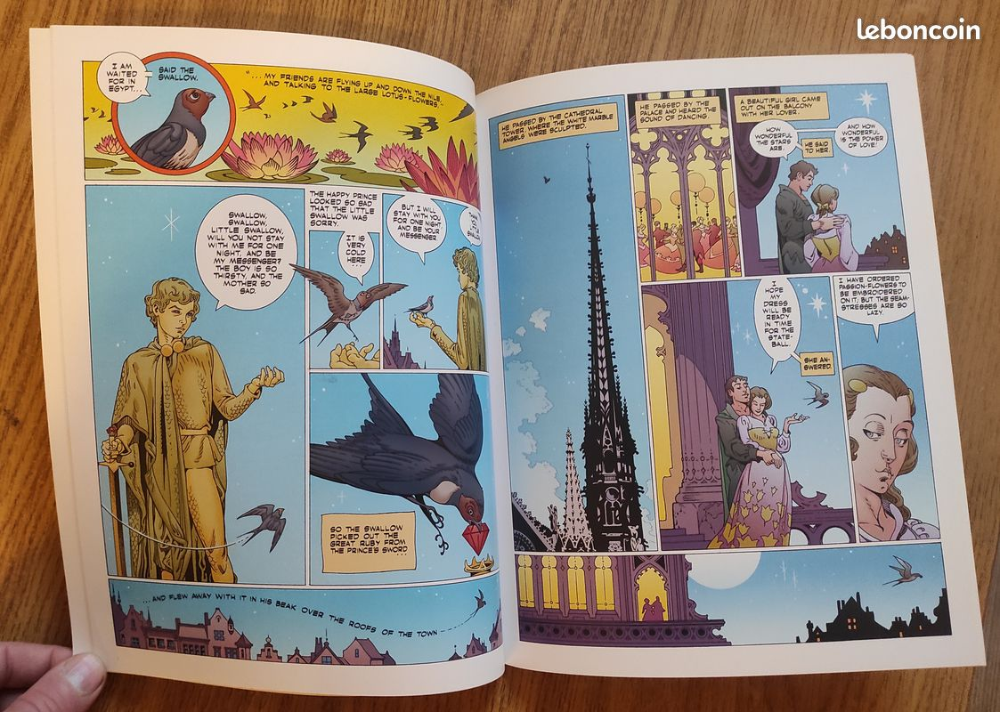 leboncoin
I AM
WAITED
FOR IN
EGYPT...
SAID THE
SWALLOW.
"... MY FRIENDS ARE FLYING UP AND DOWN THE NILE,
AND TALKING TO THE LARGE LOTUS-FLOWERS.
SWALLOW,
SWALLOW,
LITTLE SWALLOW,
WILL YOU NOT STAY
WITH ME FOR ONE
NIGHT, AND BE
MY MESSENGER?
THE BOY IS SO
THIRSTY, AND THE
MOTHER SO
SAD.
THE HAPPY PRINCE
LOOKED SO SAD
THAT THE LITTLE
SWALLOW WAS
SORRY.
IT IS
VERY
COLD
HERE
...
BUT I WILL
STAY WITH YOU
FOR ONE NIGHT
AND BE YOUR
MESSENGER.
LITTLE
SWALLOW.
SO THE SWALLOW
PICKED OUT THE
GREAT RUBY FROM
THE PRINCE'S SWORD...
...AND FLEW AWAY WITH IT IN HIS BEAK OVER THE ROOFS OF THE TOWN
HE PASSED BY THE CATHEDRAL
TOWER, WHERE THE WHITE MARBLE
ANGELS WERE SCULPTED.
HE PASSED BY THE
PALACE AND HEARD THE
SOUND OF DANCING.
A BEAUTIFUL GIRL CAME
OUT ON THE BALCONY
WITH HER LOVER.
HOW
WONDERFUL
THE STARS
ARE,
HE SAID
TO HER,
AND HOW
WONDERFUL
IS THE POWER
OF LOVE!
I
HOPE
MY
DRESS
WILL BE
READY
IN TIME
FOR THE
STATE-
BALL.
SHE AN-
SWERED.
I HAVE ORDERED
PASSION-FLOWERS TO
BE EMBROIDERED
ON IT; BUT THE SEAM-
STRESSES ARE SO
LAZY.